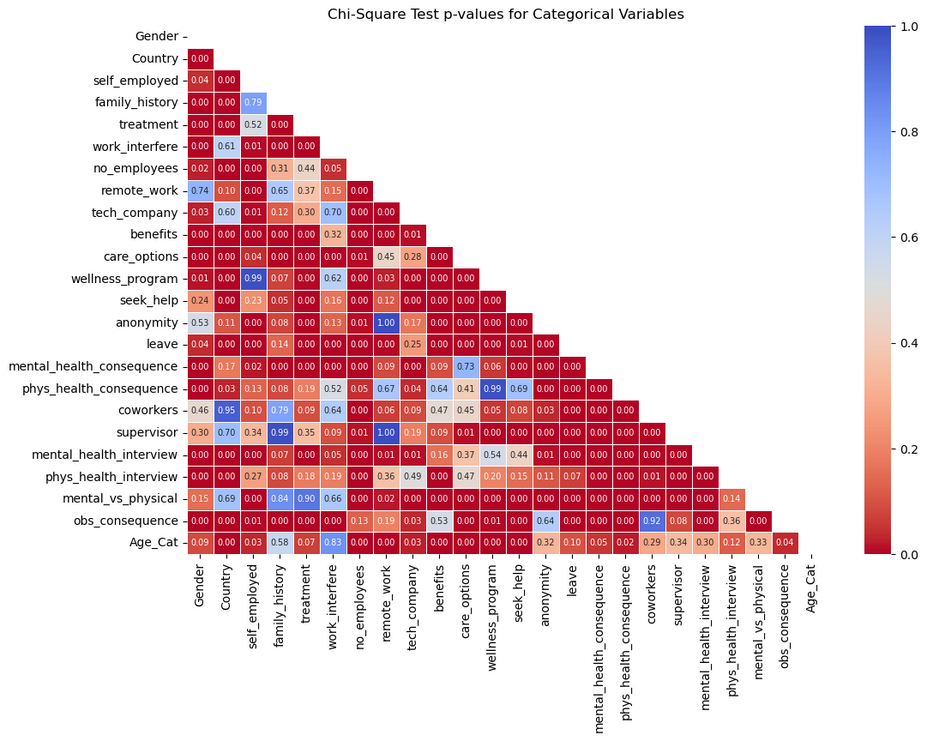 Chi-Square Test p-values for Categorical Variables
Gender
Country 0.00
self_employed 0.04 0.00
family_history 0.00 0.00 0.79
treatment 0.00 0.00 0.52 0.00
work_interfere 0.00 0.61 0.01 0.00 0.00
no_employees 0.02 0.00 0.00 0.31 0.44 0.05
remote_work 0.74 0.10 0.00 0.65 0.37 0.15 0.00
tech_company 0.03 0.60 0.01 0.12 0.30 0.70 0.00 0.00
benefits 0.00 0.00 0.00 0.00 0.00 0.32 0.00 0.00 0.01
care_options 0.00 0.00 0.04 0.00 0.00 0.00 0.01 0.45 0.28 0.00
wellness_program 0.01 0.00 0.99 0.07 0.00 0.62 0.00 0.03 0.00 0.00 0.00
seek_help 0.24 0.00 0.23 0.05 0.00 0.16 0.00 0.12 0.00 0.00 0.00 0.00
anonymity 0.53 0.11 0.00 0.08 0.00 0.13 0.01 1.00 0.17 0.00 0.00 0.00 0.00
leave 0.04 0.00 0.00 0.14 0.00 0.00 0.00 0.00 0.25 0.00 0.00 0.00 0.01 0.00
mental_health_consequence 0.00 0.17 0.02 0.00 0.00 0.00 0.00 0.09 0.00 0.09 0.73 0.06 0.00 0.00 0.00
phys_health_consequence 0.00 0.03 0.13 0.08 0.19 0.52 0.05 0.67 0.04 0.64 0.41 0.99 0.69 0.00 0.00 0.00
coworkers 0.46 0.95 0.10 0.79 0.09 0.64 0.00 0.06 0.09 0.47 0.45 0.05 0.08 0.03 0.00 0.00 0.00
supervisor 0.30 0.70 0.34 0.99 0.35 0.09 0.01 1.00 0.19 0.09 0.01 0.00 0.00 0.00 0.00 0.00 0.00 0.00
mental_health_interview 0.00 0.00 0.00 0.07 0.00 0.05 0.00 0.01 0.01 0.16 0.37 0.54 0.44 0.01 0.00 0.00 0.00 0.00 0.00
phys_health_interview 0.00 0.00 0.27 0.08 0.18 0.19 0.00 0.36 0.49 0.00 0.47 0.20 0.15 0.11 0.07 0.00 0.00 0.00 0.01 0.00
mental_vs_physical 0.15 0.69 0.00 0.84 0.90 0.66 0.00 0.02 0.00 0.00 0.00 0.00 0.00 0.00 0.00 0.00 0.00 0.00 0.00 0.00 0.14
obs_consequence 0.00 0.00 0.01 0.00 0.00 0.00 0.13 0.19 0.03 0.53 0.00 0.01 0.00 0.64 0.00 0.00 0.00 0.92 0.08 0.00 0.36 0.00
Age_Cat 0.09 0.00 0.03 0.58 0.07 0.83 0.00 0.00 0.03 0.00 0.00 0.00 0.00 0.32 0.10 0.05 0.02 0.29 0.34 0.30 0.12 0.33 0.04
Gender
Country
self_employed
family_history
treatment
work_interfere
no_employees
remote_work
tech_company
benefits
care_options
wellness_program
seek_help
anonymity
leave
mental_health_consequence
phys_health_consequence
coworkers
supervisor
mental_health_interview
phys_health_interview
mental_vs_physical
obs_consequence
Age_Cat
1.0
0.8
0.6
0.4
0.2
0.0